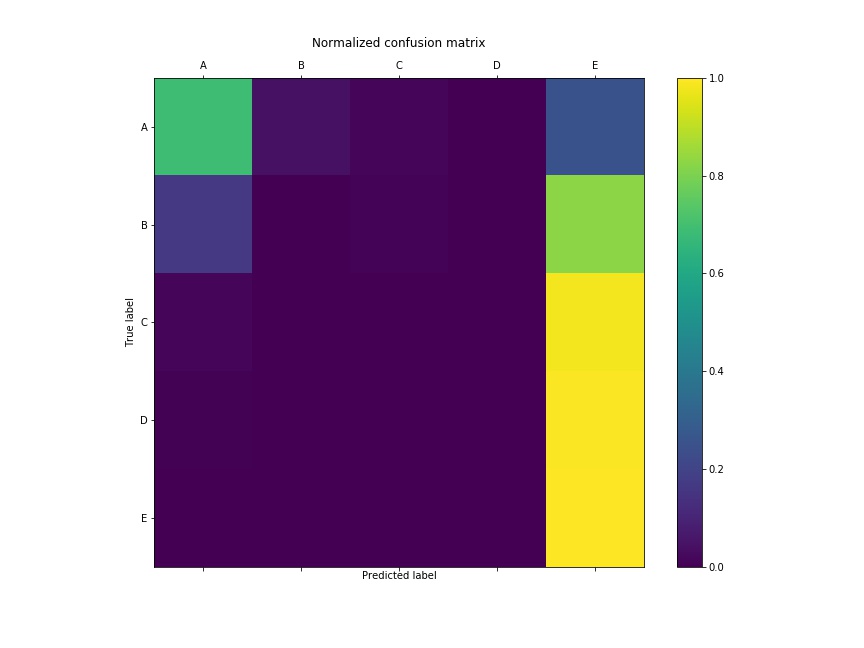 Normalized confusion matrix
A B C D E
A
B
C
D
E
True label
Predicted label
1.0
0.8
0.6
0.4
0.2
0.0